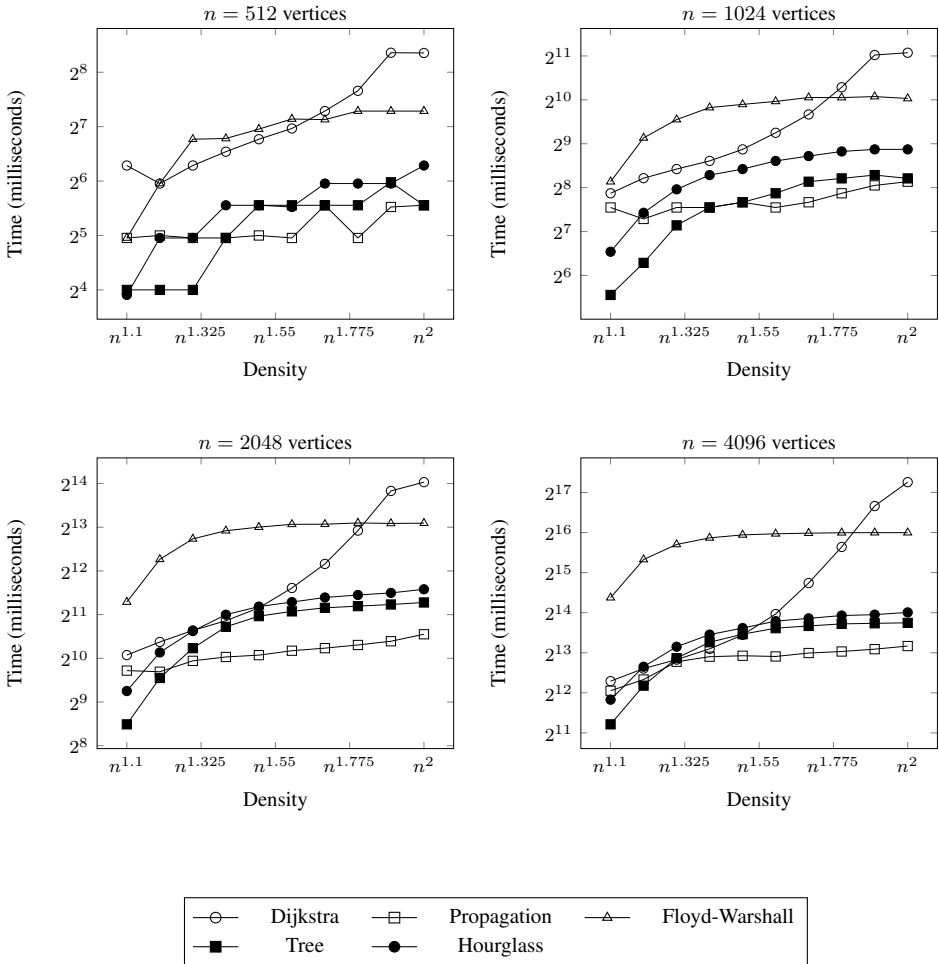 n = 512 vertices
2^8
2^7
2^6
2^5
2^4
Time (milliseconds)
n^1.1 n^1.325 n^1.55 n^1.775 n^2
Density
n = 1024 vertices
2^11
2^10
2^9
2^8
2^7
2^6
Time (milliseconds)
n^1.1 n^1.325 n^1.55 n^1.775 n^2
Density
n = 2048 vertices
2^14
2^13
2^12
2^11
2^10
2^9
2^8
Time (milliseconds)
n^1.1 n^1.325 n^1.55 n^1.775 n^2
Density
n = 4096 vertices
2^17
2^16
2^15
2^14
2^13
2^12
2^11
Time (milliseconds)
n^1.1 n^1.325 n^1.55 n^1.775 n^2
Density
Dijkstra Propagation Floyd-Warshall
Tree Hourglass